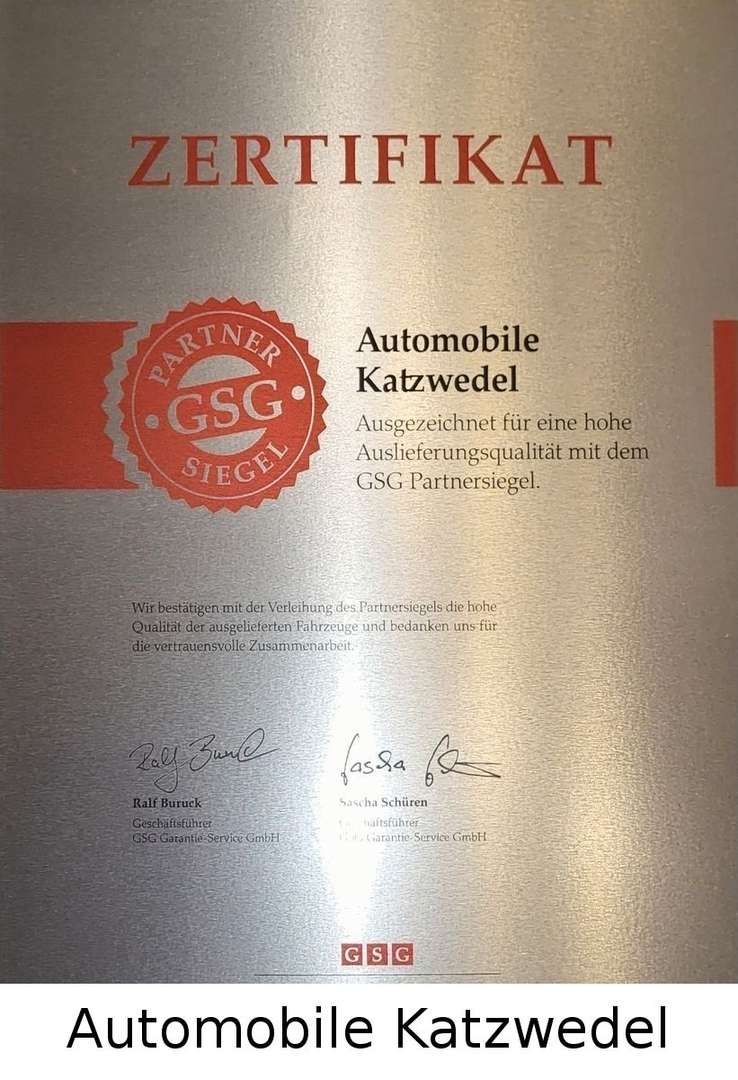 ZERTIFIKAT
PARTNER
GSG
SIEGEL
Automobile
Katzwedel
Ausgezeichnet für eine hohe
Auslieferungsqualität mit dem
GSG Partnersiegel.
Wir bestätigen mit der Verleihung des Partnersiegels die hohe
Qualität der ausgelieferten Fahrzeuge und bedanken uns für
die vertrauensvolle Zusammenarbeit.
Ralf Buruck
Sascha Schüren
Geschäftsführer
Geschäftsführer
GSG Garantie-Service GmbH
GSG Garantie-Service GmbH
GSG
Automobile Katzwedel